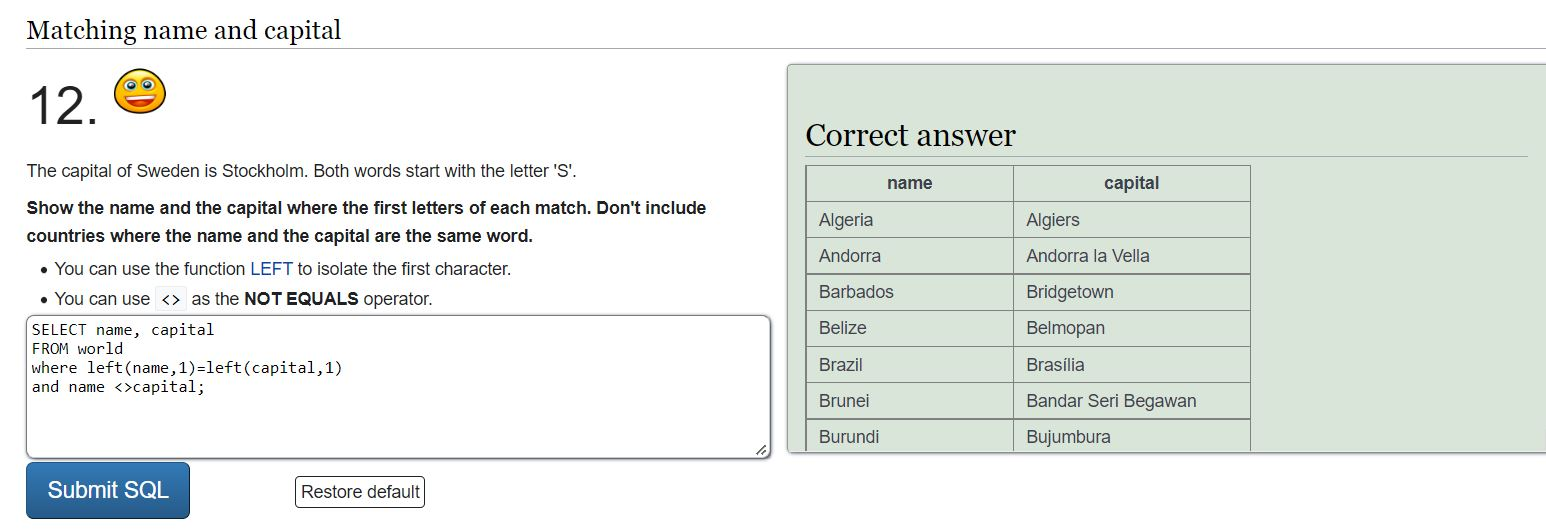 Matching name and capital
12.
The capital of Sweden is Stockholm. Both words start with the letter 'S'.
Show the name and the capital where the first letters of each match. Don't include
countries where the name and the capital are the same word.
• You can use the function LEFT to isolate the first character.
• You can use <> as the NOT EQUALS operator.
SELECT name, capital
FROM world
where left(name,1)=left(capital,1)
and name <>capital;
Submit SQL
Restore default
Correct answer
name capital
Algeria Algiers
Andorra Andorra la Vella
Barbados Bridgetown
Belize Belmopan
Brazil Brasília
Brunei Bandar Seri Begawan
Burundi Bujumbura